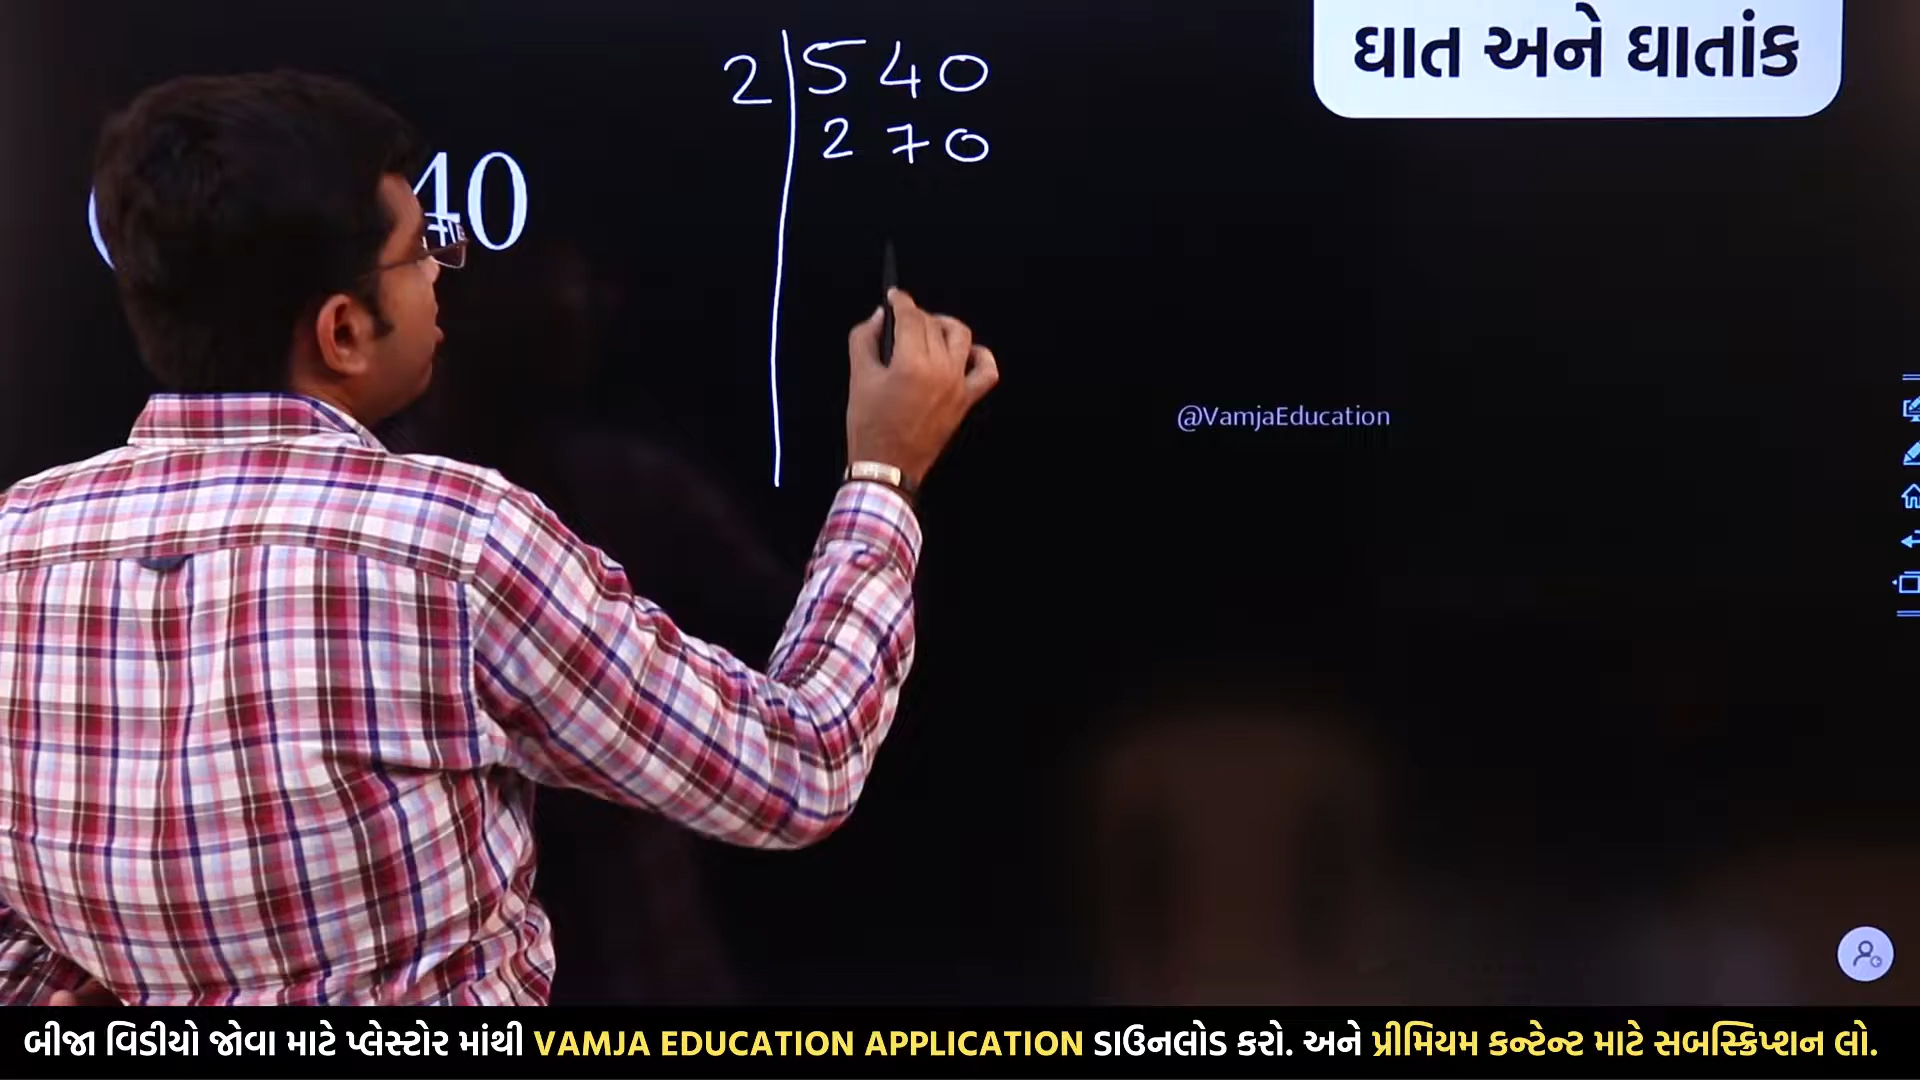 ઘાત અને ઘાતાંક
2 540
270
40
@VamjaEducation
બીજા વિડીયો જોવા માટે પ્લેસ્ટોર માંથી VAMJA EDUCATION APPLICATION ડાઉનલોડ કરો. અને પ્રીમિયમ કન્ટેન્ટ માટે સબસ્ક્રિપ્શન લો.